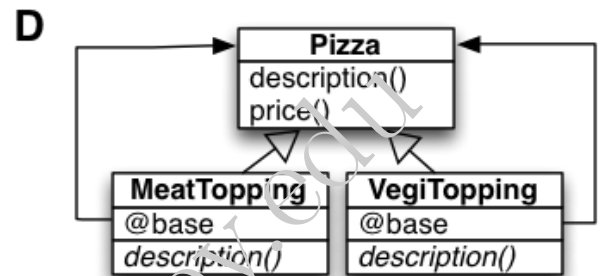 D
Pizza
description()
price()
MeatTopping
VegiTopping
@base
@base
description()
description()